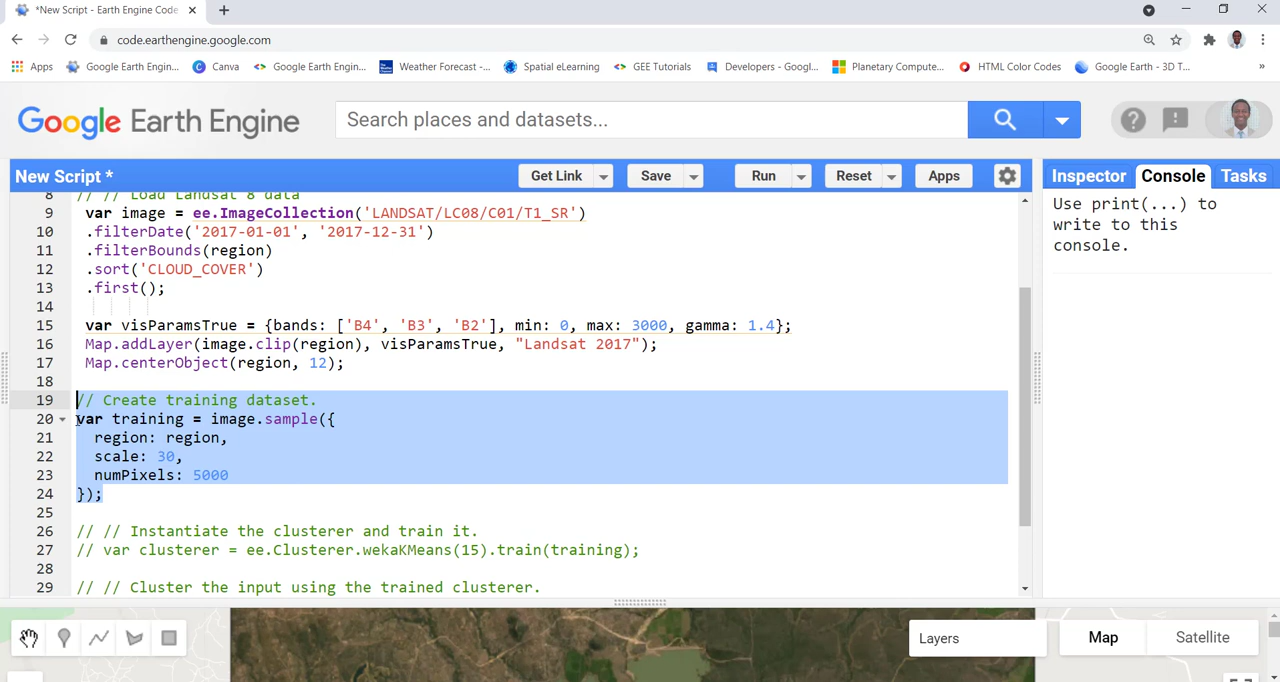 *New Script - Earth Engine Code
code.earthengine.google.com
Apps Google Earth Engin... Canva Google Earth Engin... Weather Forecast -... Spatial eLearning GEE Tutorials Developers - Googl... Planetary Compute... HTML Color Codes Google Earth - 3D T... »
Google Earth Engine
Search places and datasets...
New Script *
Get Link Save Run Reset Apps
Inspector Console Tasks
Use print(...) to
write to this
console.
8 // // Load Landsat 8 data
9 var image = ee.ImageCollection('LANDSAT/LC08/C01/T1_SR')
10 .filterDate('2017-01-01', '2017-12-31')
11 .filterBounds(region)
12 .sort('CLOUD_COVER')
13 .first();
14
15 var visParamsTrue = {bands: ['B4', 'B3', 'B2'], min: 0, max: 3000, gamma: 1.4};
16 Map.addLayer(image.clip(region), visParamsTrue, "Landsat 2017");
17 Map.centerObject(region, 12);
18
19 // Create training dataset.
20 var training = image.sample({
21 region: region,
22 scale: 30,
23 numPixels: 5000
24 });
25
26 // // Instantiate the clusterer and train it.
27 // var clusterer = ee.Clusterer.wekaKMeans(15).train(training);
28
29 // // Cluster the input using the trained clusterer.
Layers
Map Satellite